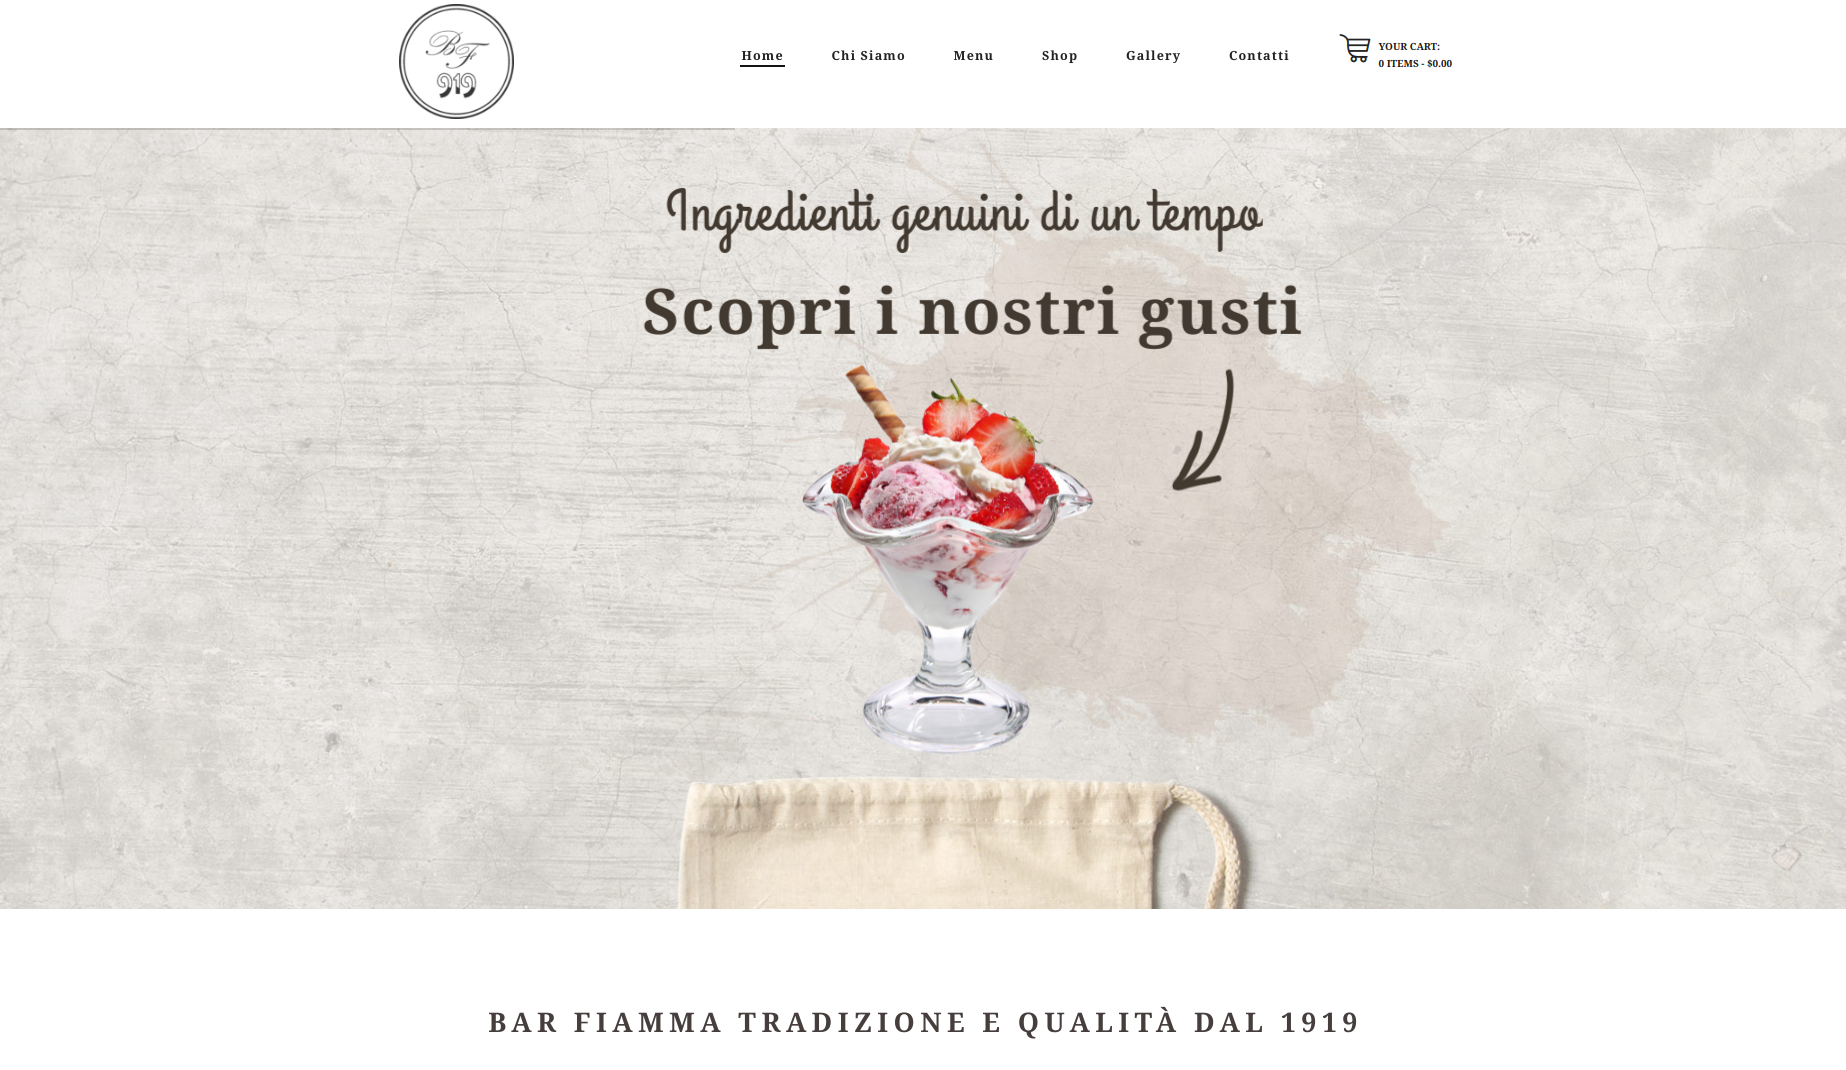 BF
919
Home
Chi Siamo
Menu
Shop
Gallery
Contatti
YOUR CART:
0 ITEMS - $0.00
Ingredienti genuini di un tempo
Scopri i nostri gusti
BAR FIAMMA TRADIZIONE E QUALITÀ DAL 1919